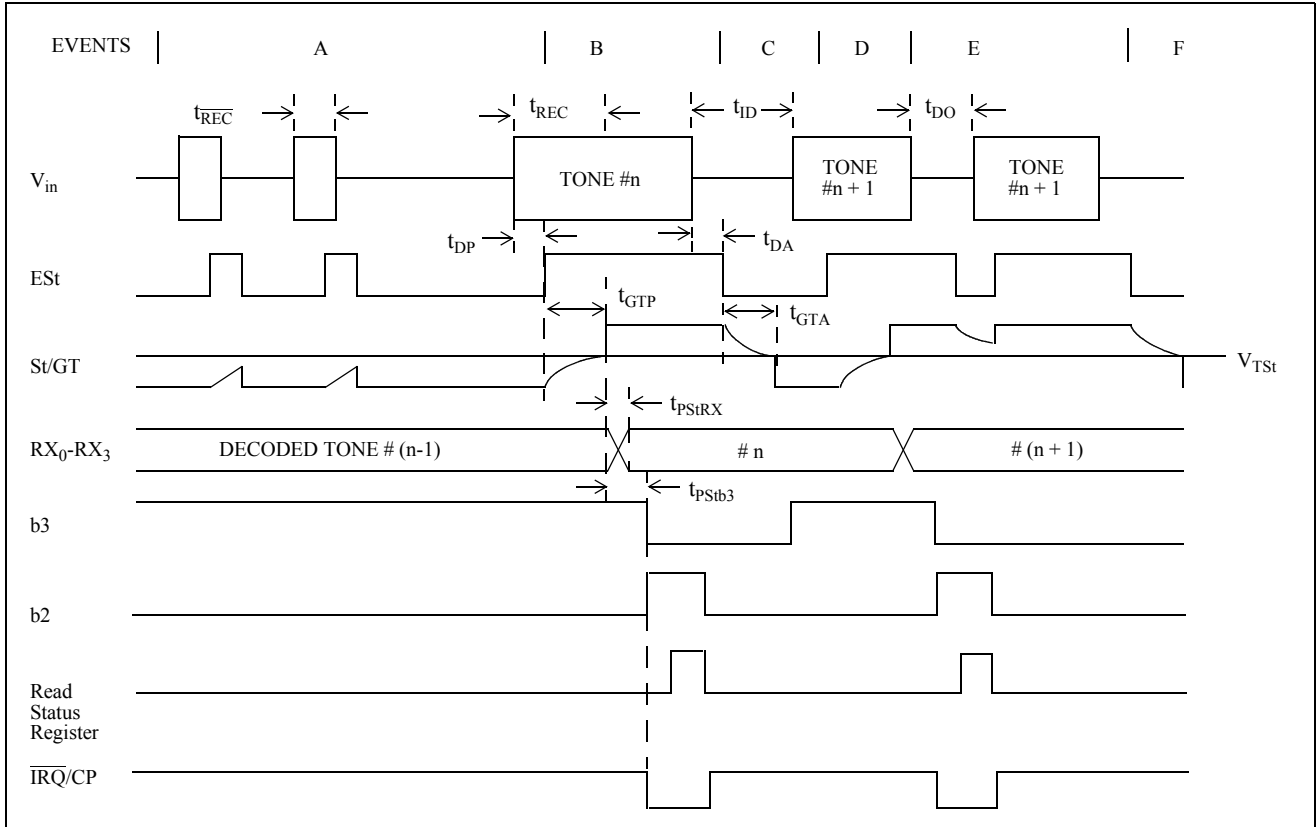 EVENTS A B C D E F
tREC tREC tID tDO
Vin TONE #n TONE #n + 1 TONE #n + 1
tDP tDA
ESt
tGTP tGTA
St/GT VTSt
tPStRX
RX0-RX3 DECODED TONE # (n-1) # n # (n + 1)
tPStb3
b3
b2
Read
Status
Register
IRQ/CP